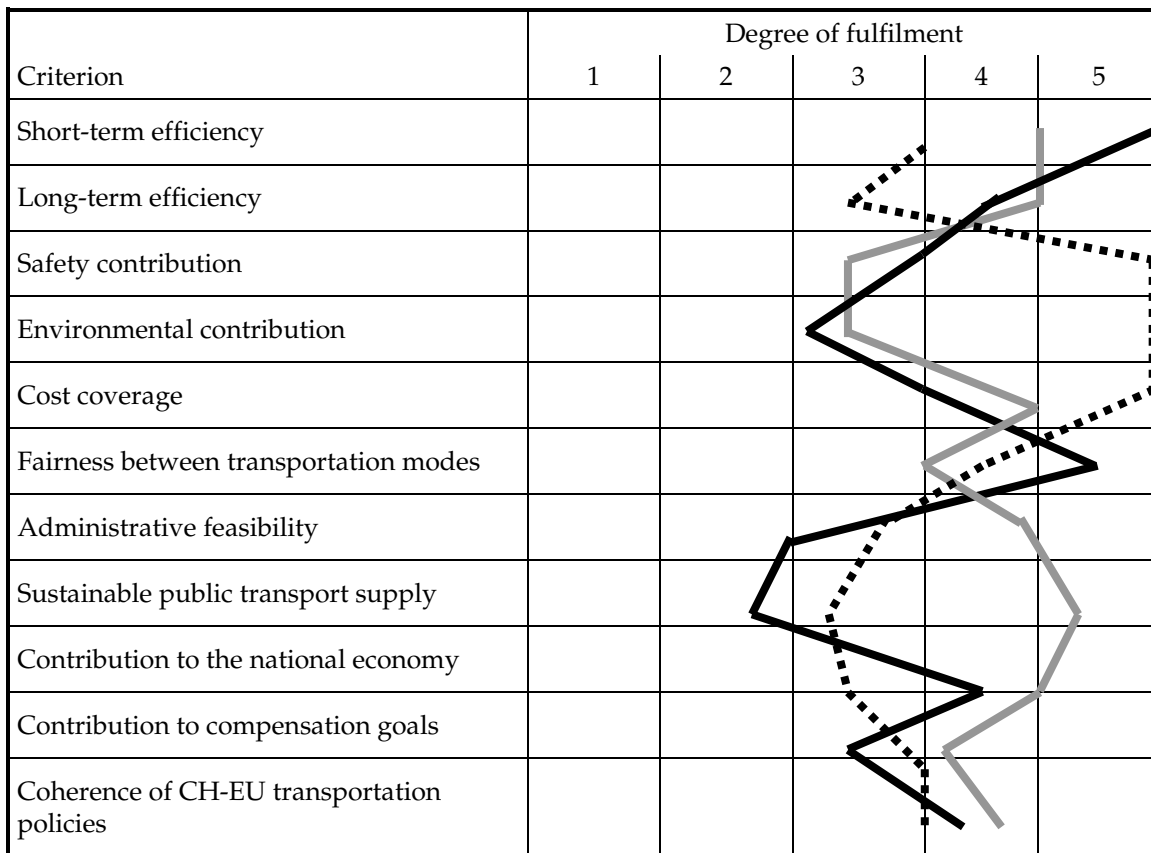 Degree of fulfilment
Criterion 1 2 3 4 5
Short-term efficiency
Long-term efficiency
Safety contribution
Environmental contribution
Cost coverage
Fairness between transportation modes
Administrative feasibility
Sustainable public transport supply
Contribution to the national economy
Contribution to compensation goals
Coherence of CH-EU transportation
policies